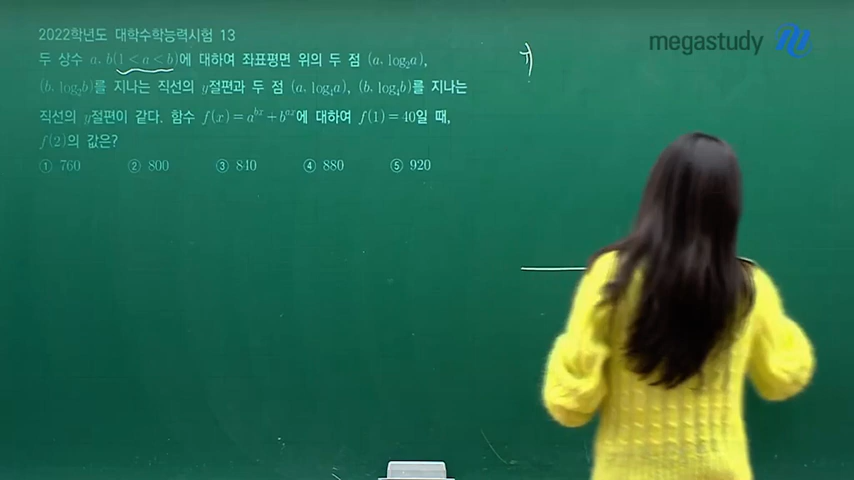 2022학년도 대학수학능력시험 13
두 상수 a, b(1 < a < b)에 대하여 좌표평면 위의 두 점 (a, log₂a),
(b, log₂b)를 지나는 직선의 y절편과 두 점 (a, log₄a), (b, log₄b)를 지나는
직선의 y절편이 같다. 함수 f(x) = a^{bx} + b^{ax}에 대하여 f(1) = 40일 때,
f(2)의 값은?
① 760 ② 800 ③ 840 ④ 880 ⑤ 920
megastudy